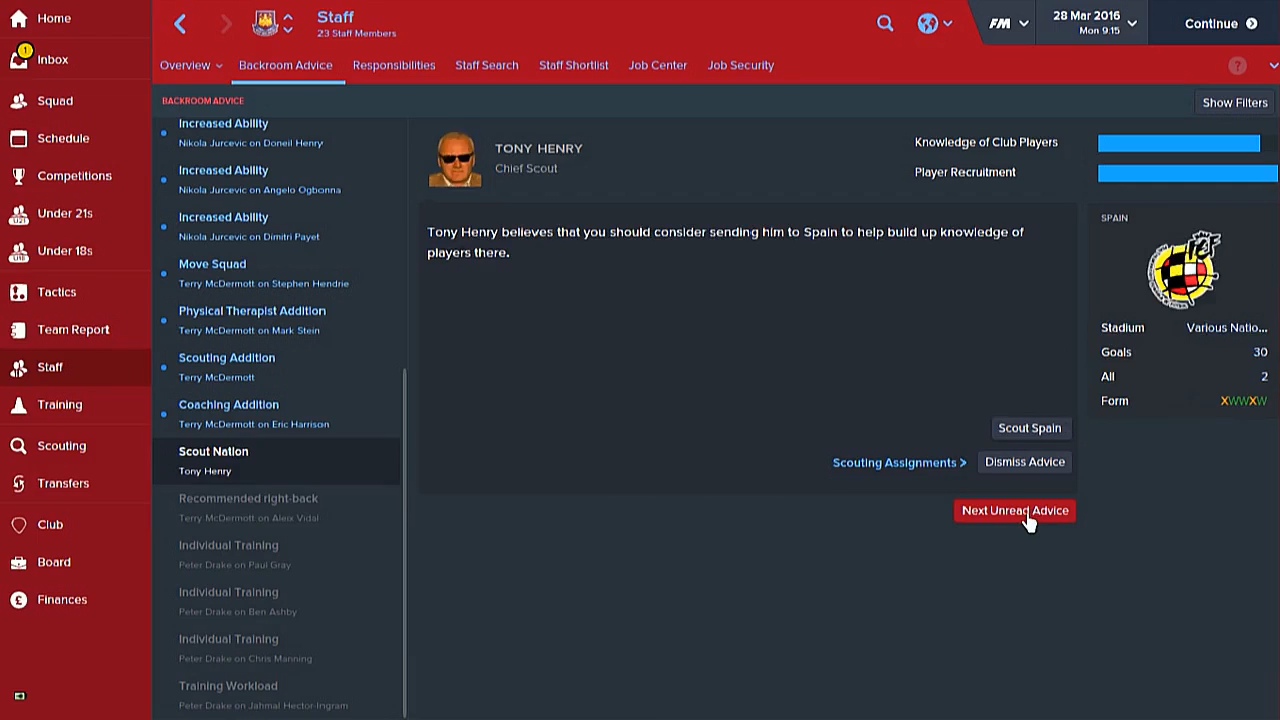 Home
1
Inbox
Squad
Schedule
Competitions
Under 21s
Under 18s
Tactics
Team Report
Staff
Training
Scouting
Transfers
Club
Board
Finances
Staff
23 Staff Members
FM
28 Mar 2016
Mon 9:15
Continue
Overview
Backroom Advice
Responsibilities
Staff Search
Staff Shortlist
Job Center
Job Security
?
BACKROOM ADVICE
Show Filters
Increased Ability
Nikola Jurcevic on Doneil Henry
Increased Ability
Nikola Jurcevic on Angelo Ogbonna
Increased Ability
Nikola Jurcevic on Dimitri Payet
Move Squad
Terry McDermott on Stephen Hendrie
Physical Therapist Addition
Terry McDermott on Mark Stein
Scouting Addition
Terry McDermott
Coaching Addition
Terry McDermott on Eric Harrison
Scout Nation
Tony Henry
Recommended right-back
Terry McDermott on Aleix Vidal
Individual Training
Peter Drake on Paul Gray
Individual Training
Peter Drake on Ben Ashby
Individual Training
Peter Drake on Chris Manning
Training Workload
Peter Drake on Jahmal Hector-Ingram
TONY HENRY
Chief Scout
Knowledge of Club Players
Player Recruitment
Tony Henry believes that you should consider sending him to Spain to help build up knowledge of
players there.
Scout Spain
Scouting Assignments >
Dismiss Advice
Next Unread Advice
SPAIN
Stadium Various Natio...
Goals 30
All 2
Form XWWXW